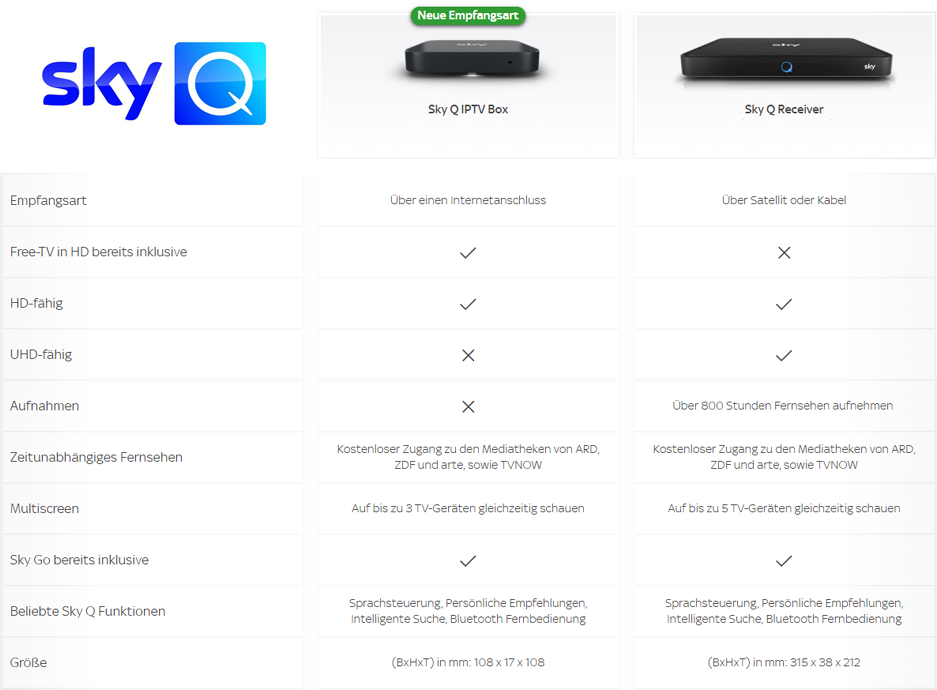 Neue Empfangsart
sky Q
sky
sky
Sky Q IPTV Box
Sky Q Receiver
Empfangsart
Über einen Internetanschluss
Über Satellit oder Kabel
Free-TV in HD bereits inklusive
HD-fähig
UHD-fähig
Aufnahmen
Über 800 Stunden Fernsehen aufnehmen
Zeitunabhängiges Fernsehen
Kostenloser Zugang zu den Mediatheken von ARD,
ZDF und arte, sowie TVNOW
Kostenloser Zugang zu den Mediatheken von ARD,
ZDF und arte, sowie TVNOW
Multiscreen
Auf bis zu 3 TV-Geräten gleichzeitig schauen
Auf bis zu 5 TV-Geräten gleichzeitig schauen
Sky Go bereits inklusive
Beliebte Sky Q Funktionen
Sprachsteuerung, Persönliche Empfehlungen,
Intelligente Suche, Bluetooth Fernbedienung
Sprachsteuerung, Persönliche Empfehlungen,
Intelligente Suche, Bluetooth Fernbedienung
Größe
(BxHxT) in mm: 108 x 17 x 108
(BxHxT) in mm: 315 x 38 x 212